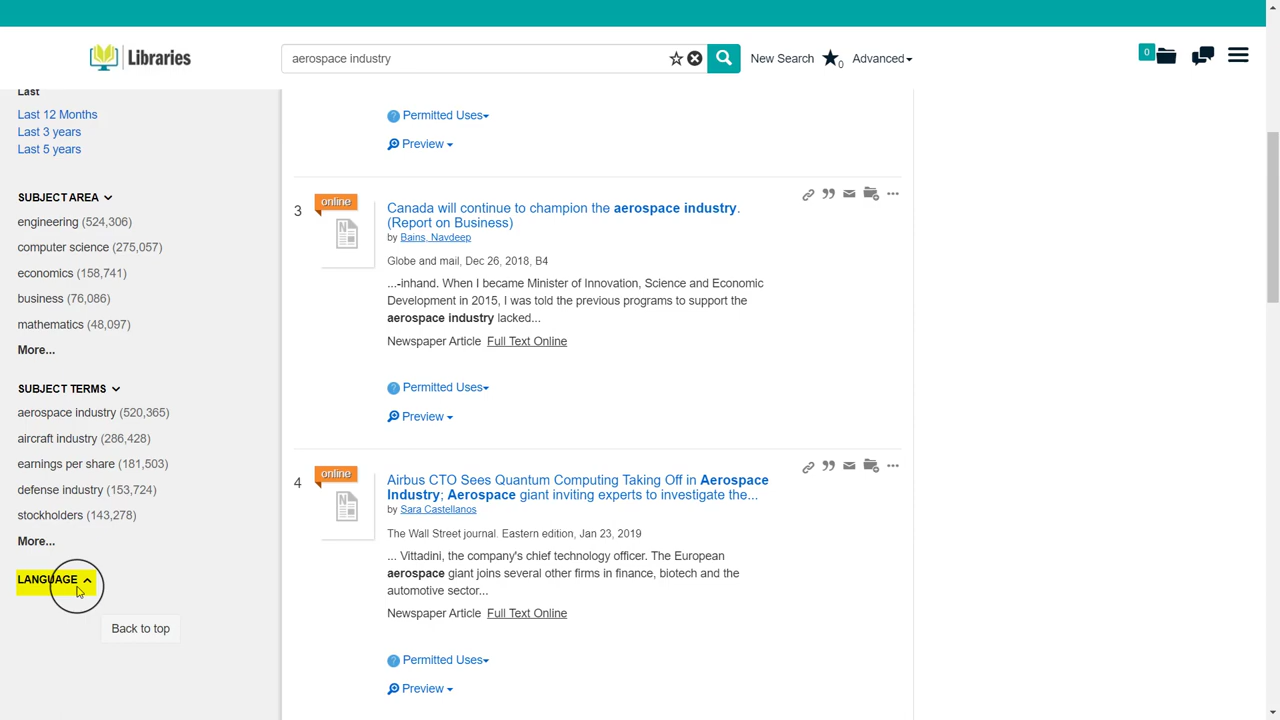 Libraries
aerospace industry
New Search
0
Advanced
0
Last
Last 12 Months
Last 3 years
Last 5 years
SUBJECT AREA
engineering (524,306)
computer science (275,057)
economics (158,741)
business (76,086)
mathematics (48,097)
More...
SUBJECT TERMS
aerospace industry (520,365)
aircraft industry (286,428)
earnings per share (181,503)
defense industry (153,724)
stockholders (143,278)
More...
LANGUAGE
Back to top
? Permitted Uses
Preview
3
online
N
Canada will continue to champion the aerospace industry.
(Report on Business)
by Bains, Navdeep
Globe and mail, Dec 26, 2018, B4
...-inhand. When I became Minister of Innovation, Science and Economic
Development in 2015, I was told the previous programs to support the
aerospace industry lacked...
Newspaper Article Full Text Online
? Permitted Uses
Preview
4
online
N
Airbus CTO Sees Quantum Computing Taking Off in Aerospace
Industry; Aerospace giant inviting experts to investigate the...
by Sara Castellanos
The Wall Street journal. Eastern edition, Jan 23, 2019
... Vittadini, the company's chief technology officer. The European
aerospace giant joins several other firms in finance, biotech and the
automotive sector...
Newspaper Article Full Text Online
? Permitted Uses
Preview